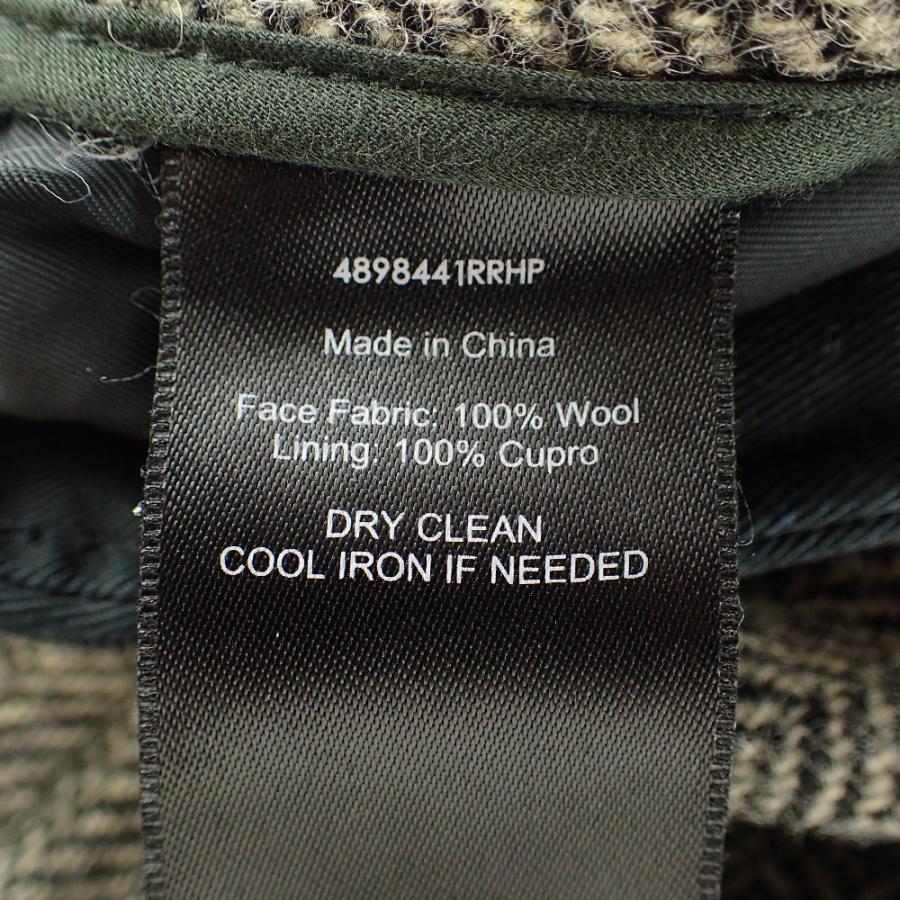 4898441RRHP
Made in China
Face Fabric: 100% Wool
Lining: 100% Cupro
DRY CLEAN
COOL IRON IF NEEDED